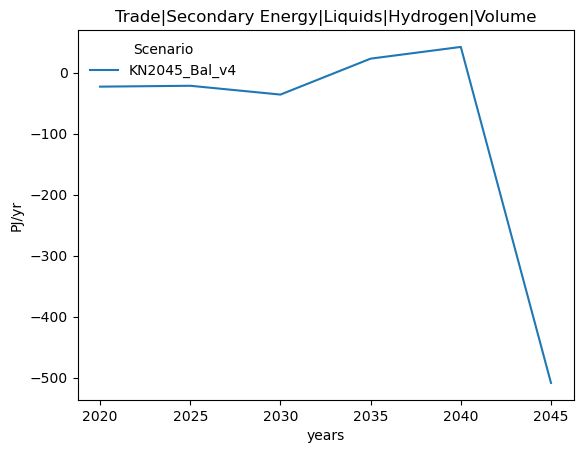 Trade|Secondary Energy|Liquids|Hydrogen|Volume
Scenario
KN2045_Bal_v4
0
−100
−200
−300
−400
−500
PJ/yr
2020 2025 2030 2035 2040 2045
years